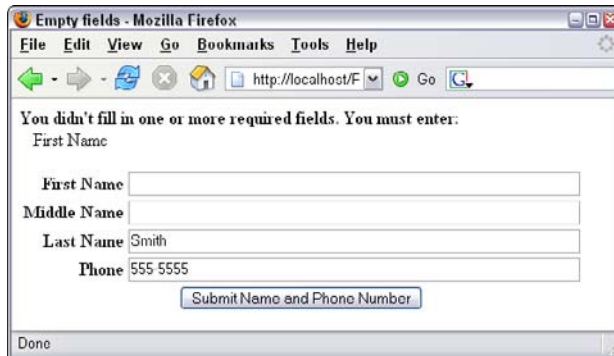 Empty fields - Mozilla Firefox
File Edit View Go Bookmarks Tools Help
http://localhost/F Go G
You didn't fill in one or more required fields. You must enter:
First Name
First Name
Middle Name
Last Name Smith
Phone 555-5555
Submit Name and Phone Number
Done